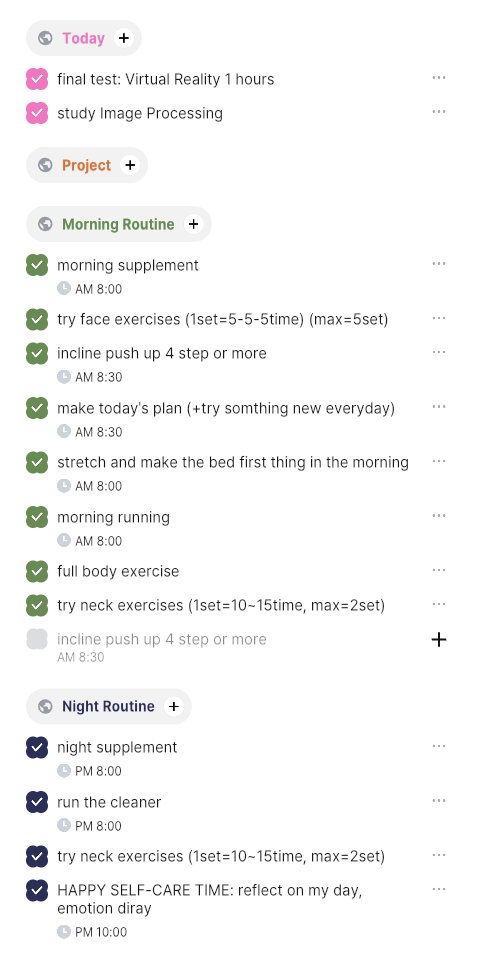 Today
final test: Virtual Reality 1 hours
study Image Processing
Project
Morning Routine
morning supplement
AM 8:00
try face exercises (1set=5-5-5time) (max=5set)
incline push up 4 step or more
AM 8:30
make today's plan (+try somthing new everyday)
AM 8:30
stretch and make the bed first thing in the morning
AM 8:00
morning running
AM 8:00
full body exercise
try neck exercises (1set=10~15time, max=2set)
incline push up 4 step or more
AM 8:30
Night Routine
night supplement
PM 8:00
run the cleaner
PM 8:00
try neck exercises (1set=10~15time, max=2set)
HAPPY SELF-CARE TIME: reflect on my day,
emotion diray
PM 10:00